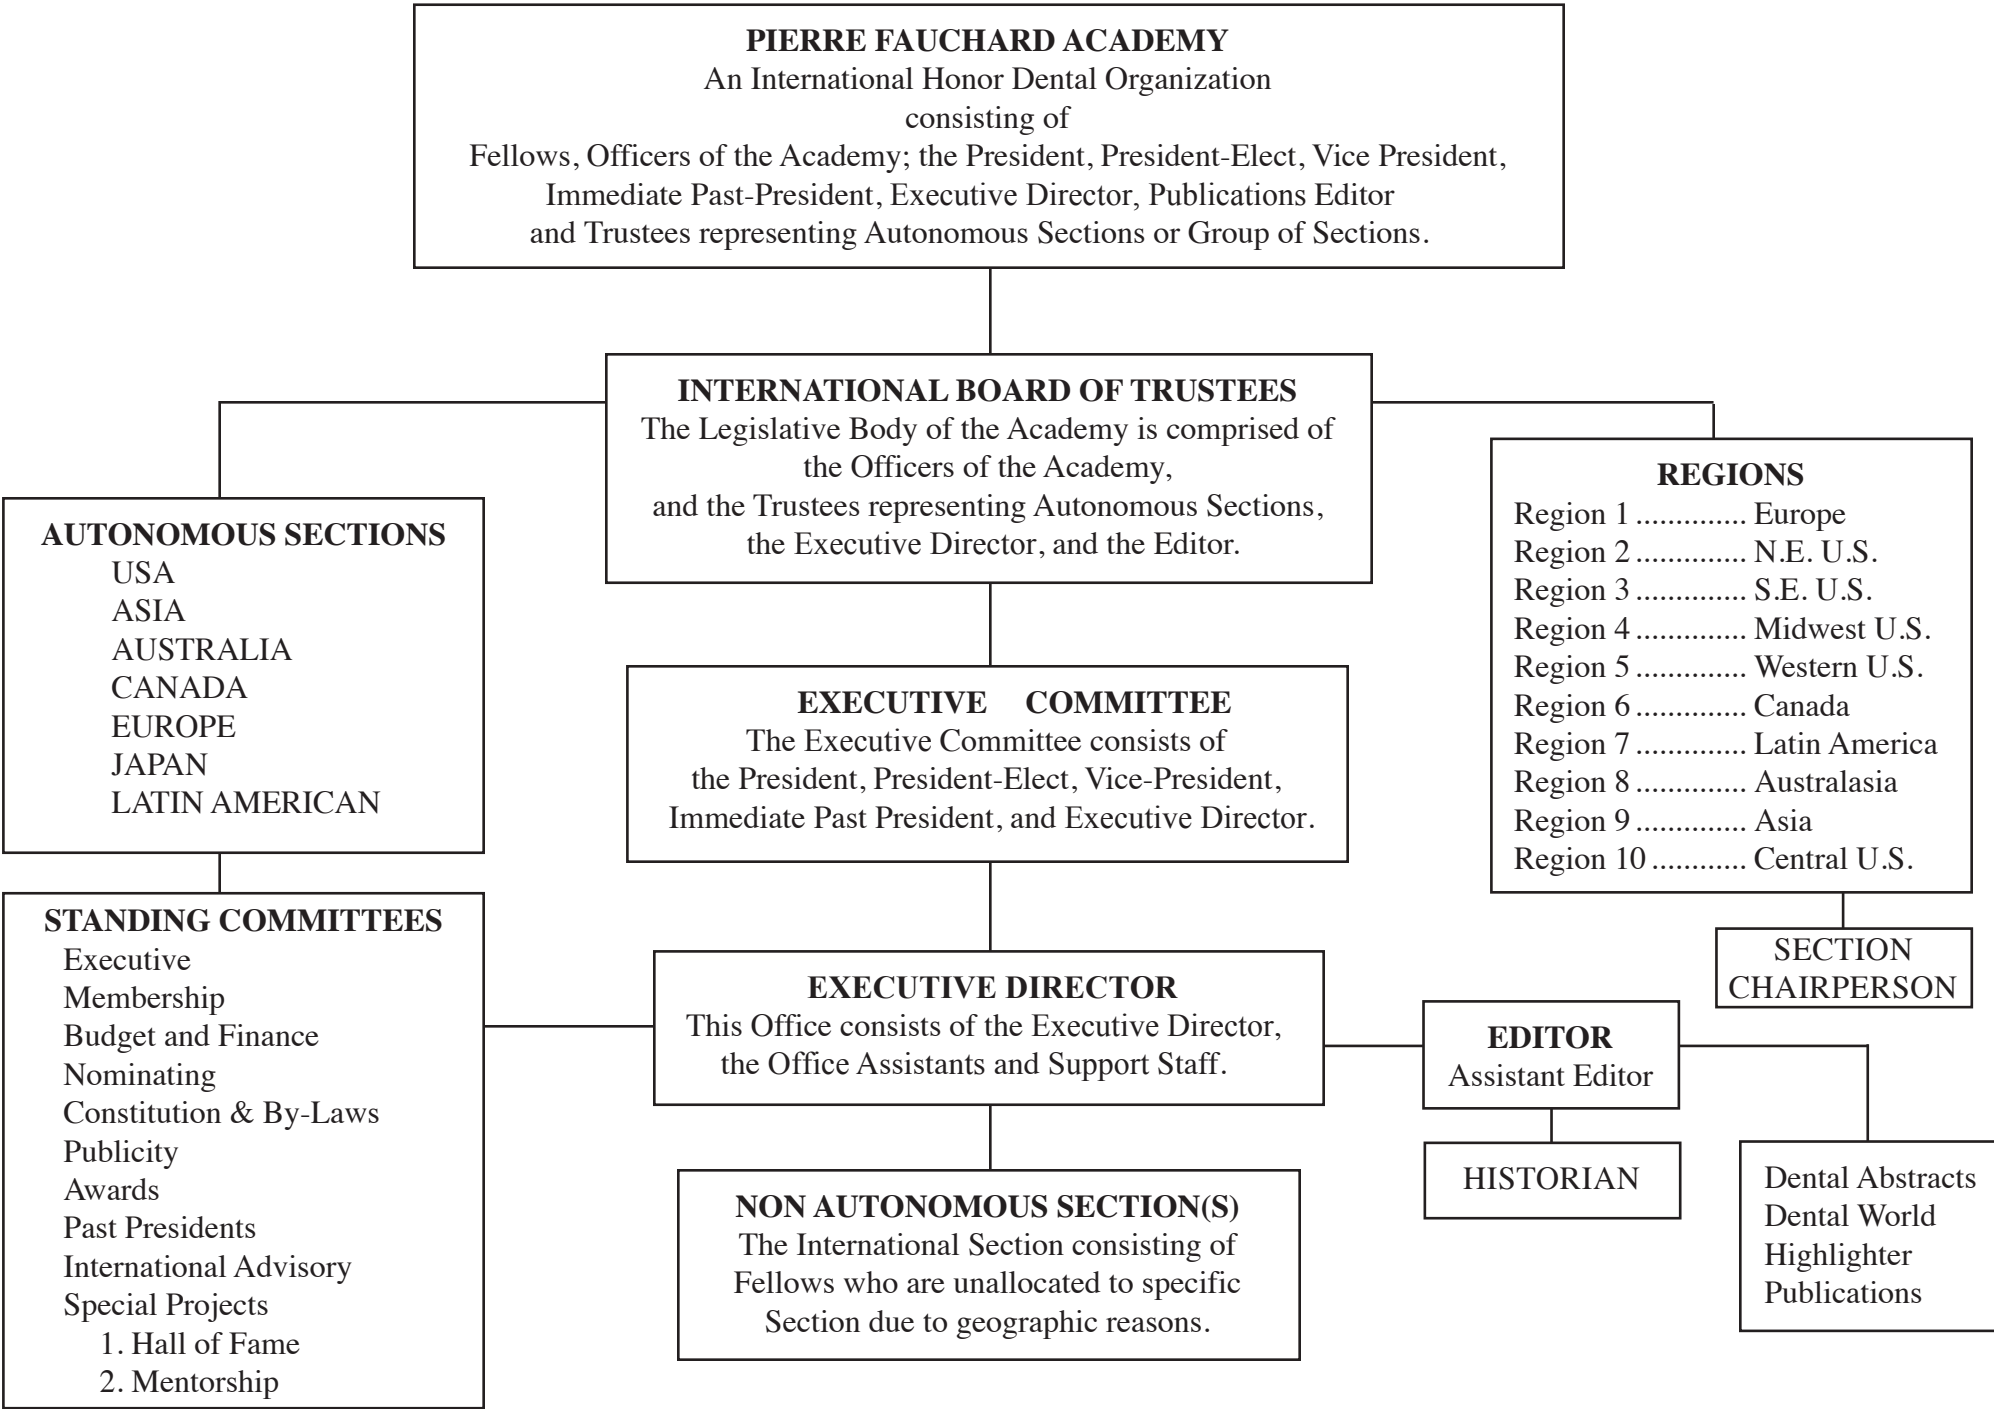 PIERRE FAUCHARD ACADEMY
An International Honor Dental Organization
consisting of
Fellows, Officers of the Academy; the President, President-Elect, Vice President,
Immediate Past-President, Executive Director, Publications Editor
and Trustees representing Autonomous Sections or Group of Sections.
INTERNATIONAL BOARD OF TRUSTEES
The Legislative Body of the Academy is comprised of
the Officers of the Academy,
and the Trustees representing Autonomous Sections,
the Executive Director, and the Editor.
AUTONOMOUS SECTIONS
USA
ASIA
AUSTRALIA
CANADA
EUROPE
JAPAN
LATIN AMERICAN
REGIONS
Region 1 .............. Europe
Region 2 .............. N.E. U.S.
Region 3 .............. S.E. U.S.
Region 4 .............. Midwest U.S.
Region 5 .............. Western U.S.
Region 6 .............. Canada
Region 7 .............. Latin America
Region 8 .............. Australasia
Region 9 .............. Asia
Region 10 ............ Central U.S.
SECTION
CHAIRPERSON
EXECUTIVE COMMITTEE
The Executive Committee consists of
the President, President-Elect, Vice-President,
Immediate Past President, and Executive Director.
STANDING COMMITTEES
Executive
Membership
Budget and Finance
Nominating
Constitution & By-Laws
Publicity
Awards
Past Presidents
International Advisory
Special Projects
1. Hall of Fame
2. Mentorship
EXECUTIVE DIRECTOR
This Office consists of the Executive Director,
the Office Assistants and Support Staff.
EDITOR
Assistant Editor
HISTORIAN
Dental Abstracts
Dental World
Highlighter
Publications
NON AUTONOMOUS SECTION(S)
The International Section consisting of
Fellows who are unallocated to specific
Section due to geographic reasons.